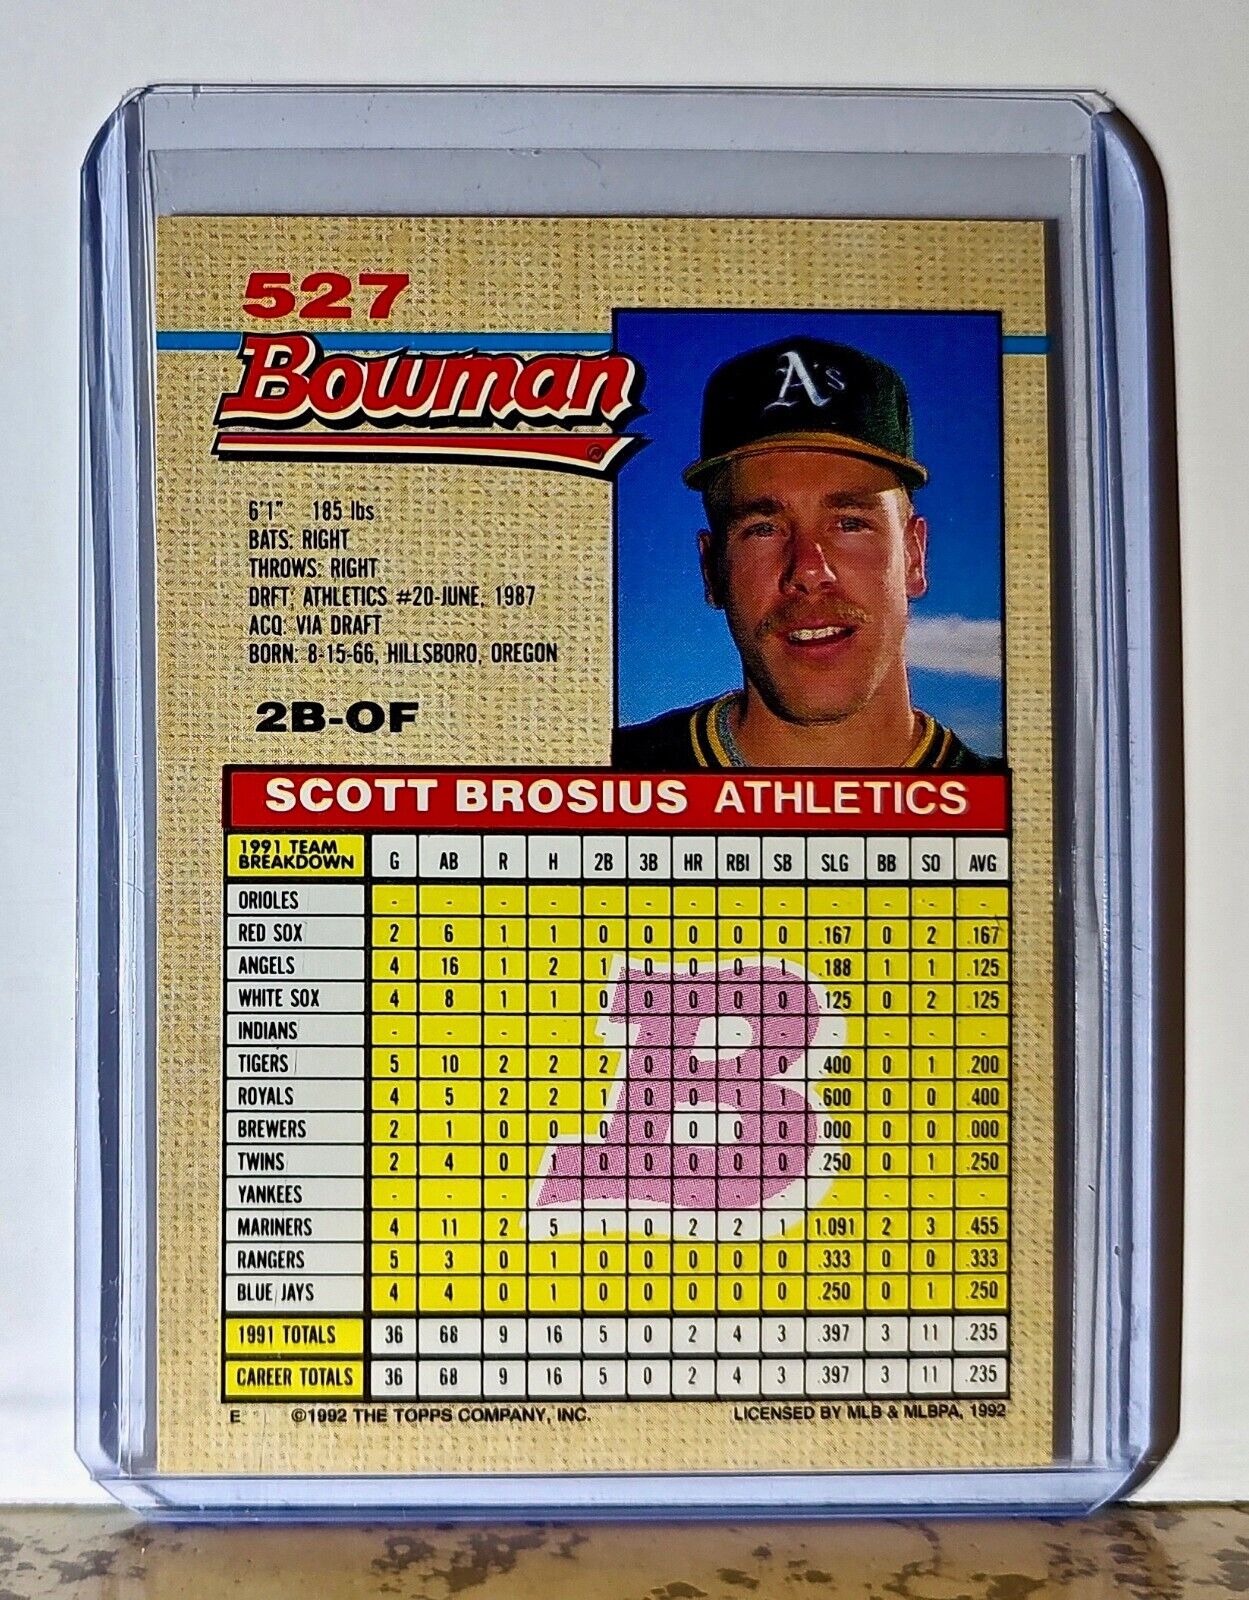 527
Bowman®
A's
6'1" 185 lbs
BATS: RIGHT
THROWS: RIGHT
DRFT: ATHLETICS #20-JUNE, 1987
ACQ: VIA DRAFT
BORN: 8-15-66, HILLSBORO, OREGON
2B-OF
SCOTT BROSIUS ATHLETICS
1991 TEAM BREAKDOWN G AB R H 2B 3B HR RBI SB SLG BB SO AVG
ORIOLES - - - - - - - - - - - - -
RED SOX 2 6 1 1 0 0 0 0 0 .167 0 2 .167
ANGELS 4 16 1 2 1 0 0 0 1 .188 1 1 .125
WHITE SOX 4 8 1 1 0 0 0 0 0 .125 0 2 .125
INDIANS - - - - - - - - - - - - -
TIGERS 5 10 2 2 2 0 0 1 0 .400 0 1 .200
ROYALS 4 5 2 2 1 0 0 1 1 .600 0 0 .400
BREWERS 2 1 0 0 0 0 0 0 0 .000 0 0 .000
TWINS 2 4 0 1 0 0 0 0 0 .250 0 1 .250
YANKEES - - - - - - - - - - - - -
MARINERS 4 11 2 5 1 0 2 2 1 1.091 2 3 .455
RANGERS 5 3 0 1 0 0 0 0 0 .333 0 0 .333
BLUE JAYS 4 4 0 1 0 0 0 0 0 .250 0 1 .250
1991 TOTALS 36 68 9 16 5 0 2 4 3 .397 3 11 .235
CAREER TOTALS 36 68 9 16 5 0 2 4 3 .397 3 11 .235
B
E ©1992 THE TOPPS COMPANY, INC. LICENSED BY MLB & MLBPA, 1992